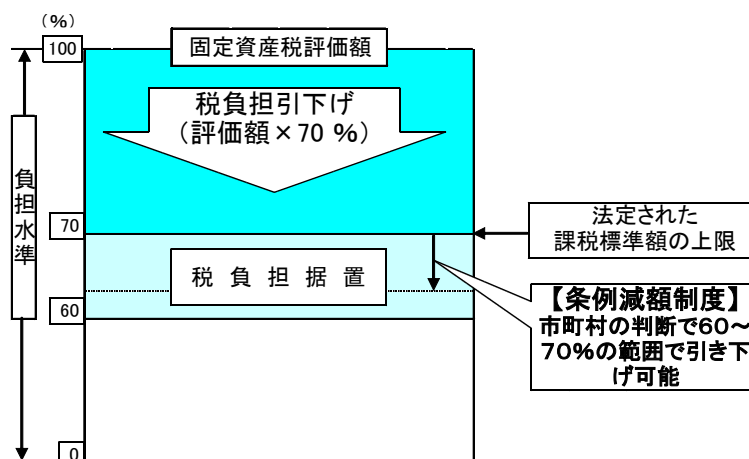 (%)
100
固定資産税評価額
税負担引下げ
(評価額×70 %)
負担水準
70
法定された
課税標準額の上限
税 負 担 据 置
60
【条例減額制度】
市町村の判断で60～
70%の範囲で引き下
げ可能
0